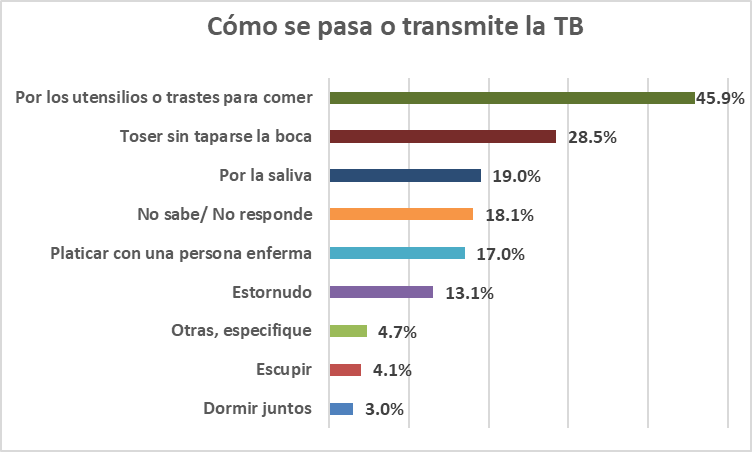 Cómo se pasa o transmite la TB
Por los utensilios o trastes para comer 45.9%
Toser sin taparse la boca 28.5%
Por la saliva 19.0%
No sabe/ No responde 18.1%
Platicar con una persona enferma 17.0%
Estornudo 13.1%
Otras, especifique 4.7%
Escupir 4.1%
Dormir juntos 3.0%